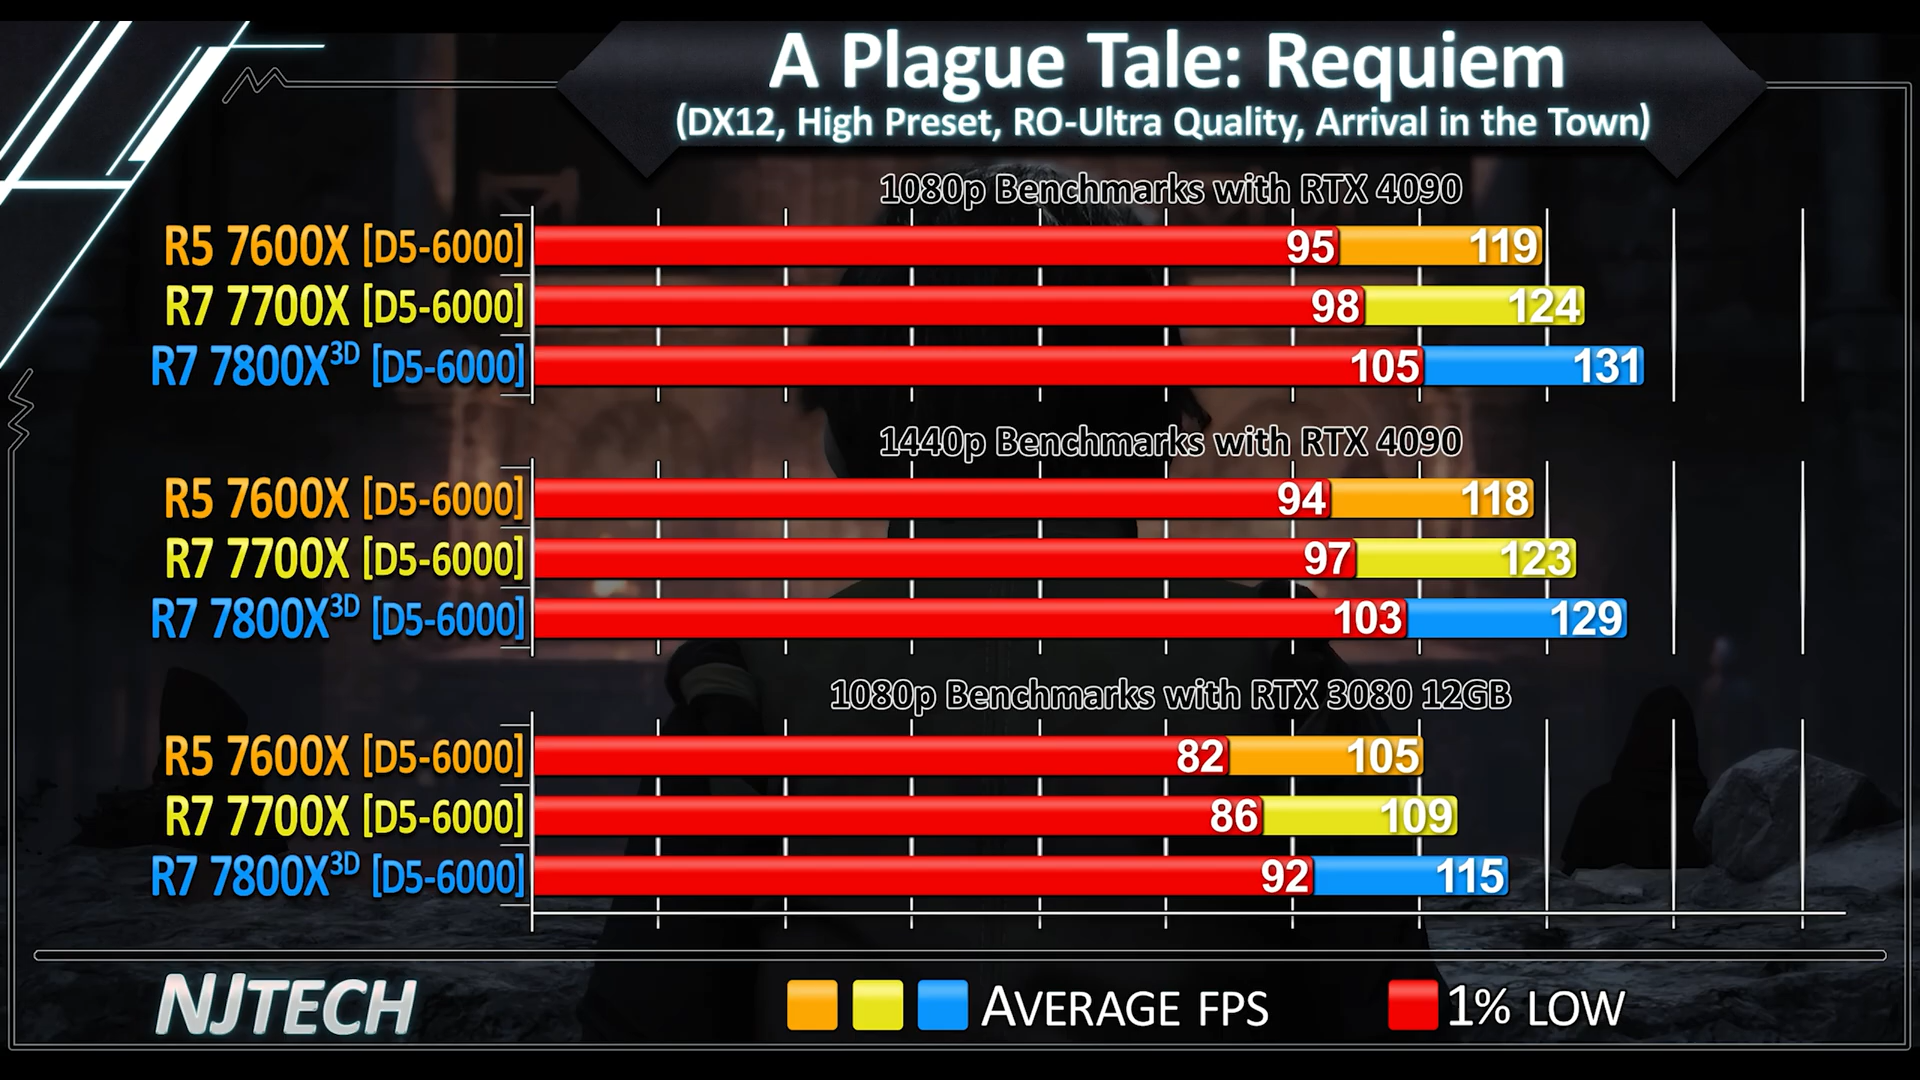 A Plague Tale: Requiem
(DX12, High Preset, RO-Ultra Quality, Arrival in the Town)
1080p Benchmarks with RTX 4090
R5 7600X [D5-6000] 95 119
R7 7700X [D5-6000] 98 124
R7 7800X3D [D5-6000] 105 131
1440p Benchmarks with RTX 4090
R5 7600X [D5-6000] 94 118
R7 7700X [D5-6000] 97 123
R7 7800X3D [D5-6000] 103 129
1080p Benchmarks with RTX 3080 12GB
R5 7600X [D5-6000] 82 105
R7 7700X [D5-6000] 86 109
R7 7800X3D [D5-6000] 92 115
NJTECH AVERAGE FPS 1% LOW